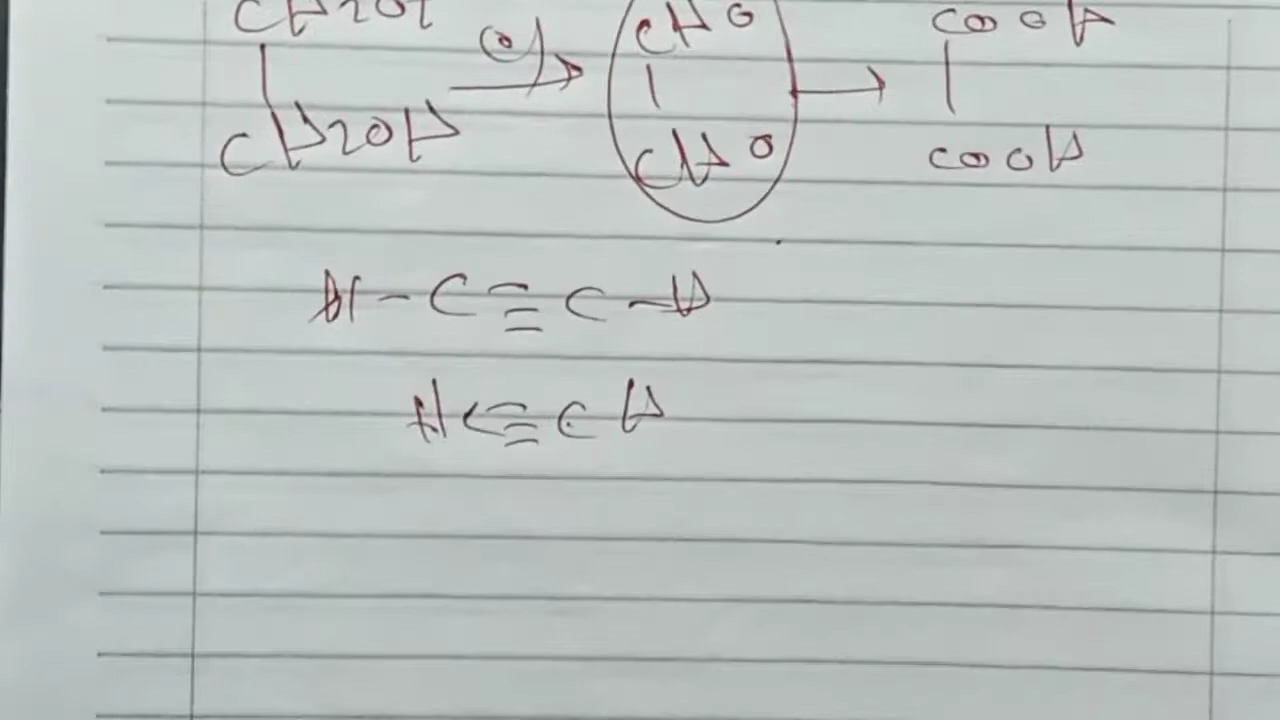 CH2OH (O) → CHO → COOH
|  |  |
CH2OH CHO COOH
H - C ≡ C - H
HC ≡ CH